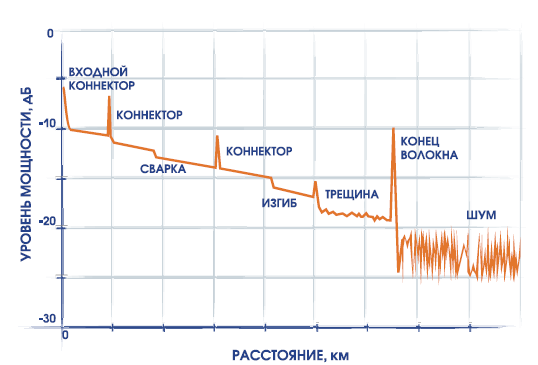 0
ВХОДНОЙ
КОННЕКТОР
КОННЕКТОР
-10
КОНЕЦ
ВОЛОКНА
КОННЕКТОР
СВАРКА
ТРЕЩИНА
ИЗГИБ
ШУМ
-20
-30
0
УРОВЕНЬ МОЩНОСТИ, дБ
РАССТОЯНИЕ, км